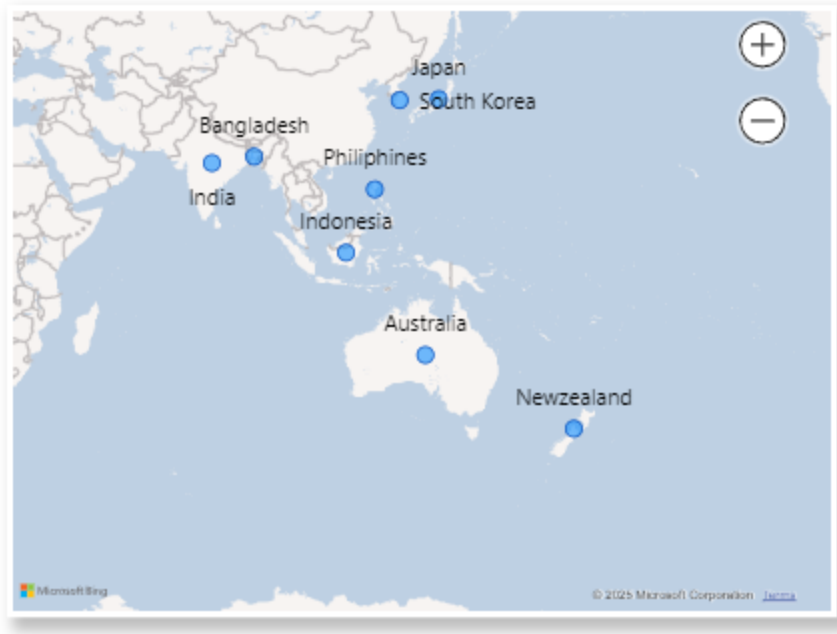 Japan
South Korea
Bangladesh
Philiphines
India
Indonesia
Australia
Newzealand
Microsoft Bing
© 2025 Microsoft Corporation Terms